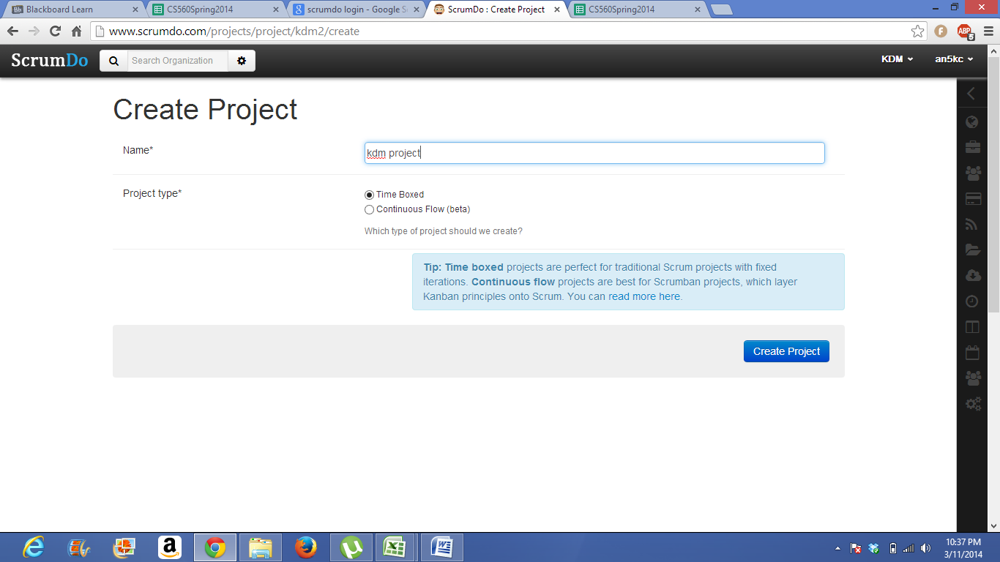 Blackboard Learn
CS560Spring2014
scrumdo login - Google S
ScrumDo : Create Project
CS560Spring2014
www.scrumdo.com/projects/project/kdm2/create
ABP
5
ScrumDo
Search Organization
KDM
an5kc
Create Project
Name*
kdm project
Project type*
Time Boxed
Continuous Flow (beta)
Which type of project should we create?
Tip: Time boxed projects are perfect for traditional Scrum projects with fixed
iterations. Continuous flow projects are best for Scrumban projects, which layer
Kanban principles onto Scrum. You can read more here.
Create Project
10:37 PM
3/11/2014